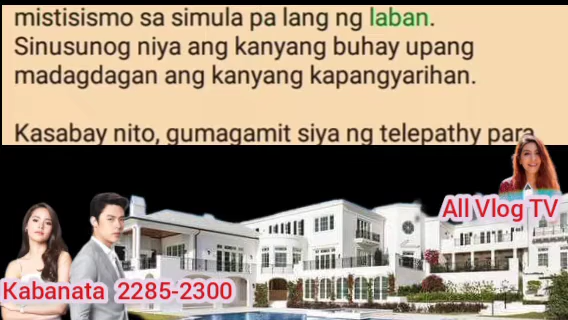 mistisismo sa simula pa lang ng laban.
Sinusunog niya ang kanyang buhay upang
madagdagan ang kanyang kapangyarihan.
Kasabay nito, gumagamit siya ng telepathy para
All Vlog TV
Kabanata 2285-2300